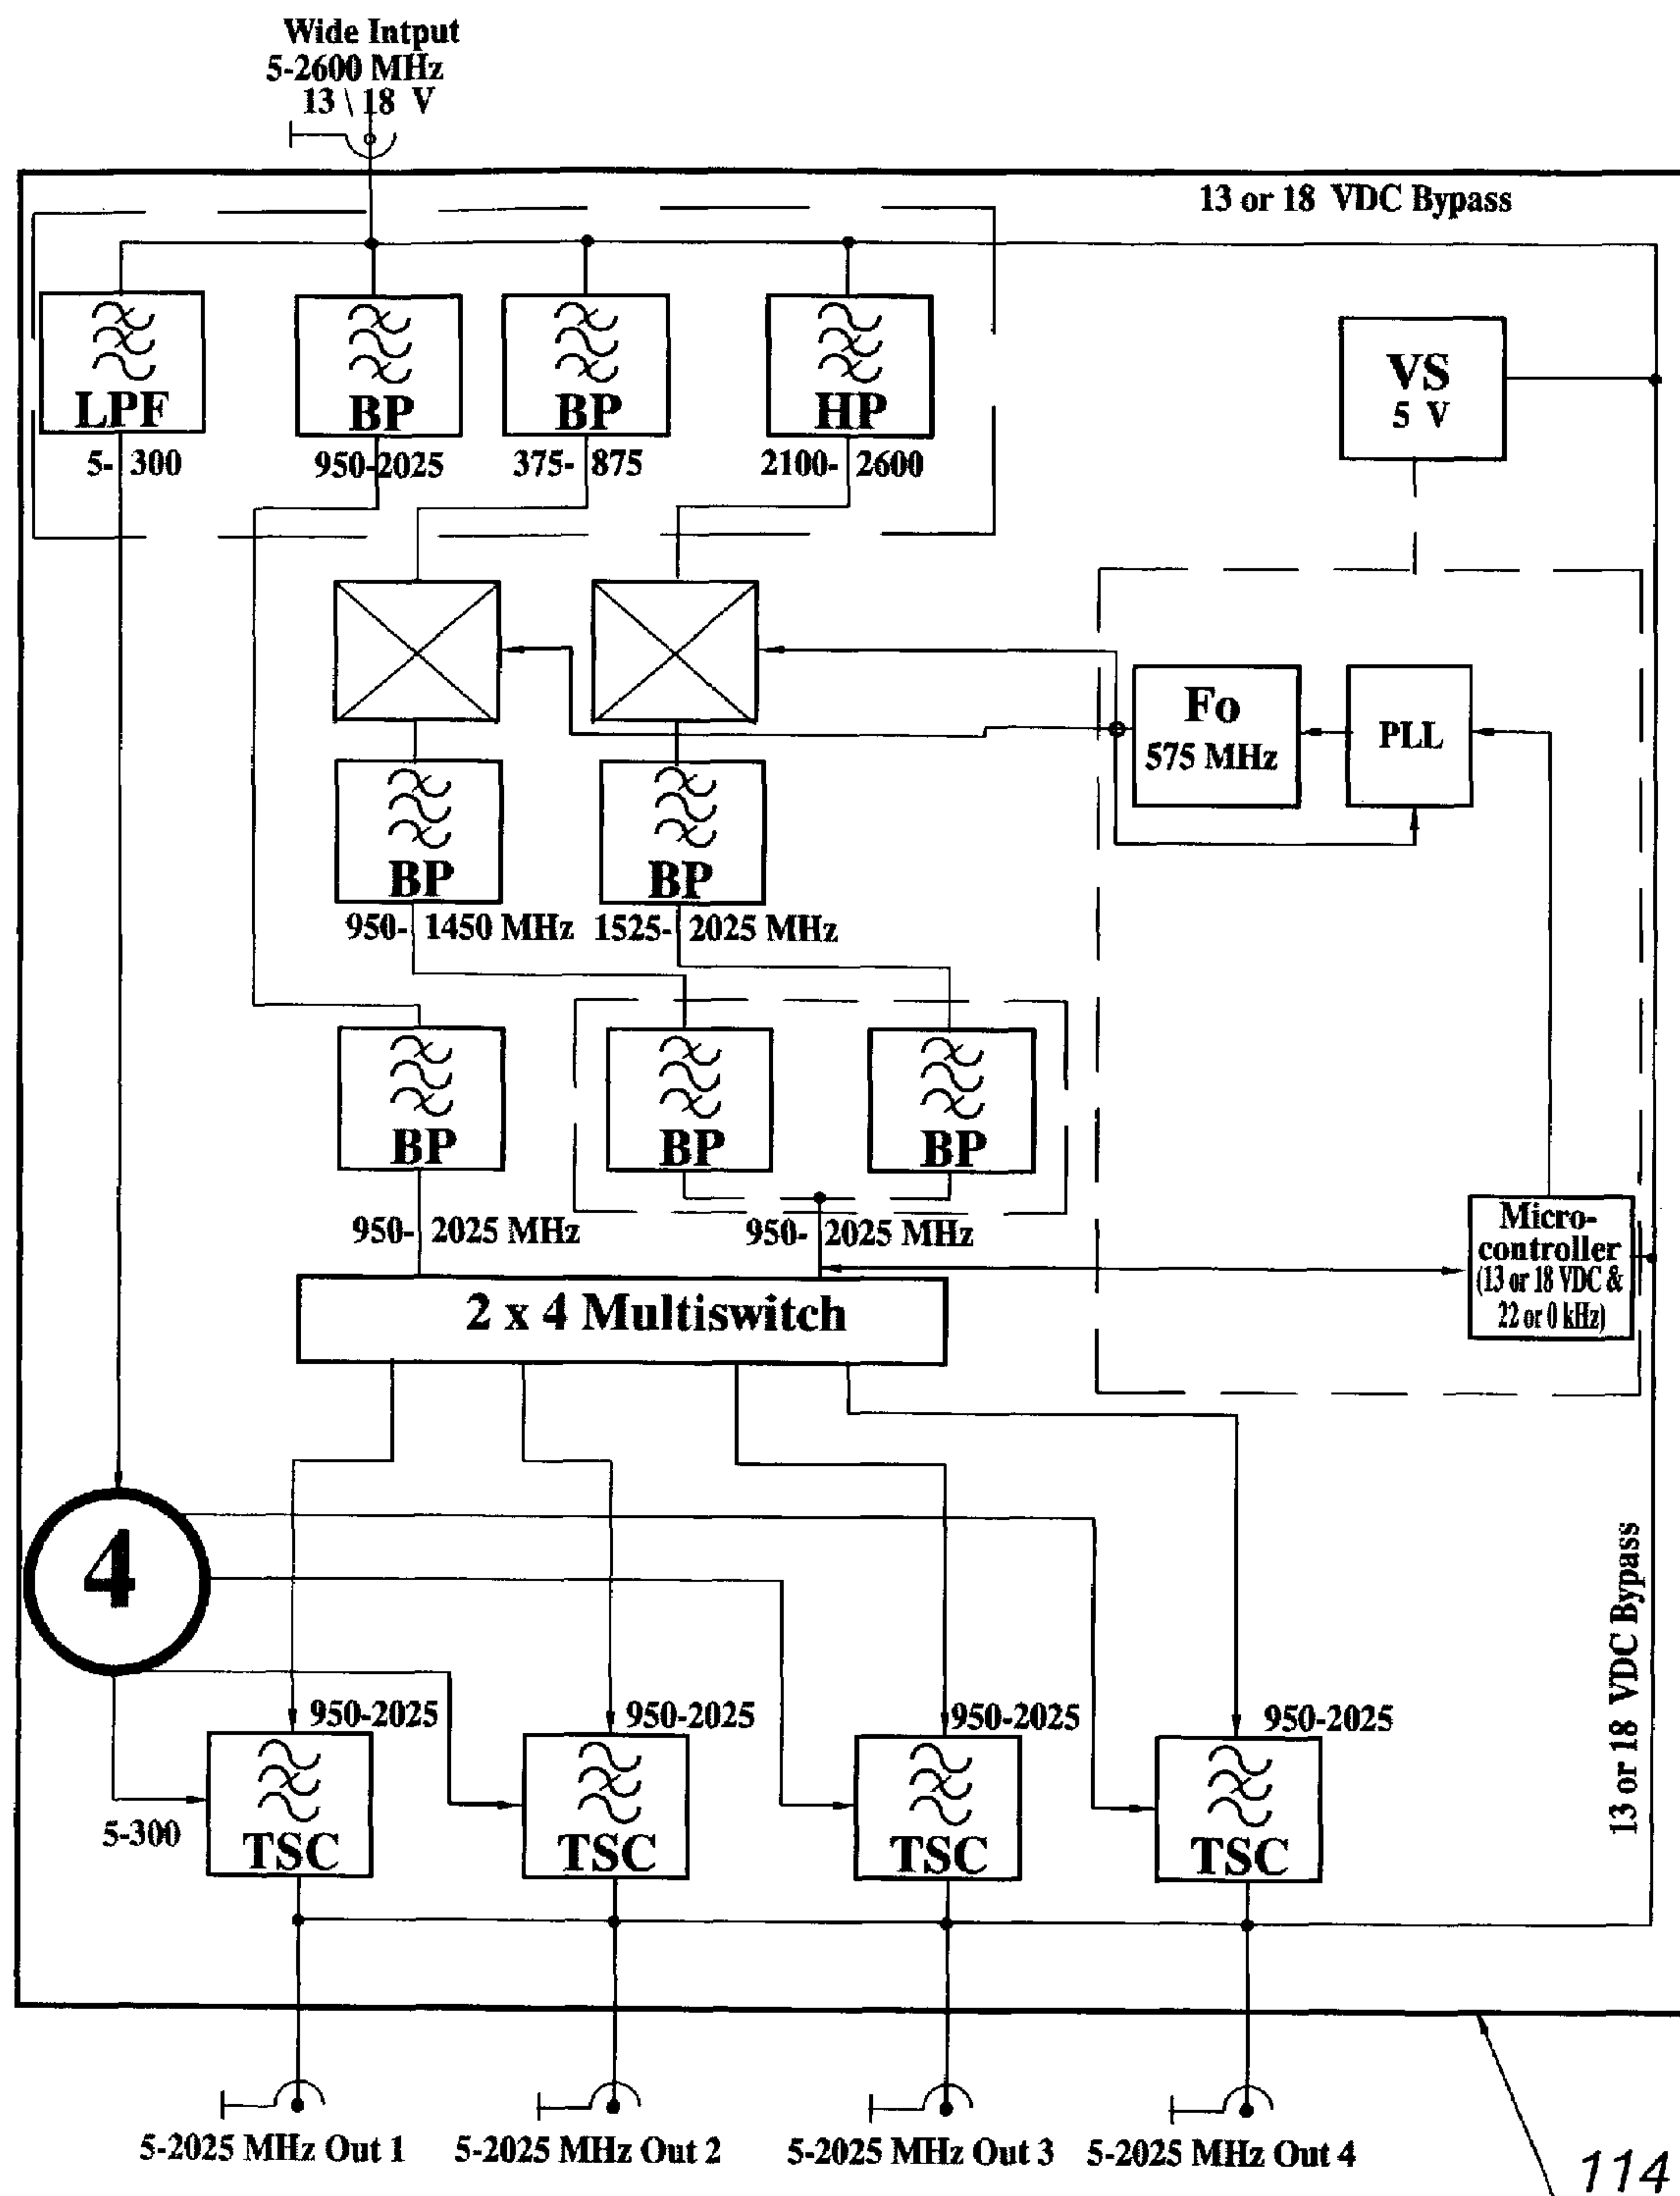 Wide Intput
5-2600 MHz
13 \ 18 V
13 or 18 VDC Bypass
LPF
BP
BP
HP
5- 300
950-2025
375- 875
2100- 2600
VS
5 V
Fo
575 MHz
PLL
BP
BP
950- 1450 MHz
1525- 2025 MHz
BP
BP
BP
950- 2025 MHz
950- 2025 MHz
Micro-
controller
(13 or 18 VDC &
22 or 0 kHz)
2 x 4 Multiswitch
4
13 or 18 VDC Bypass
950-2025
950-2025
950-2025
950-2025
5-300
TSC
TSC
TSC
TSC
5-2025 MHz Out 1
5-2025 MHz Out 2
5-2025 MHz Out 3
5-2025 MHz Out 4
114